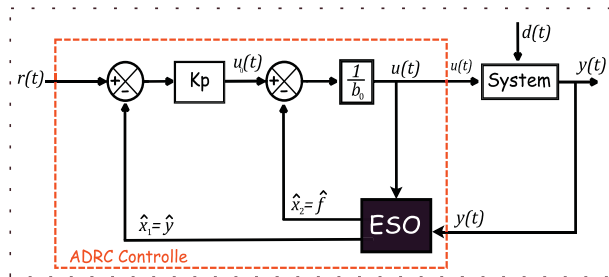 d(t)
r(t)
+
-
Kp
u₀(t)
+
-
1
b₀
u(t)
u(t)
System
y(t)
x̂₁= ŷ
x̂₂= f̂
ESO
y(t)
ADRC Controlle